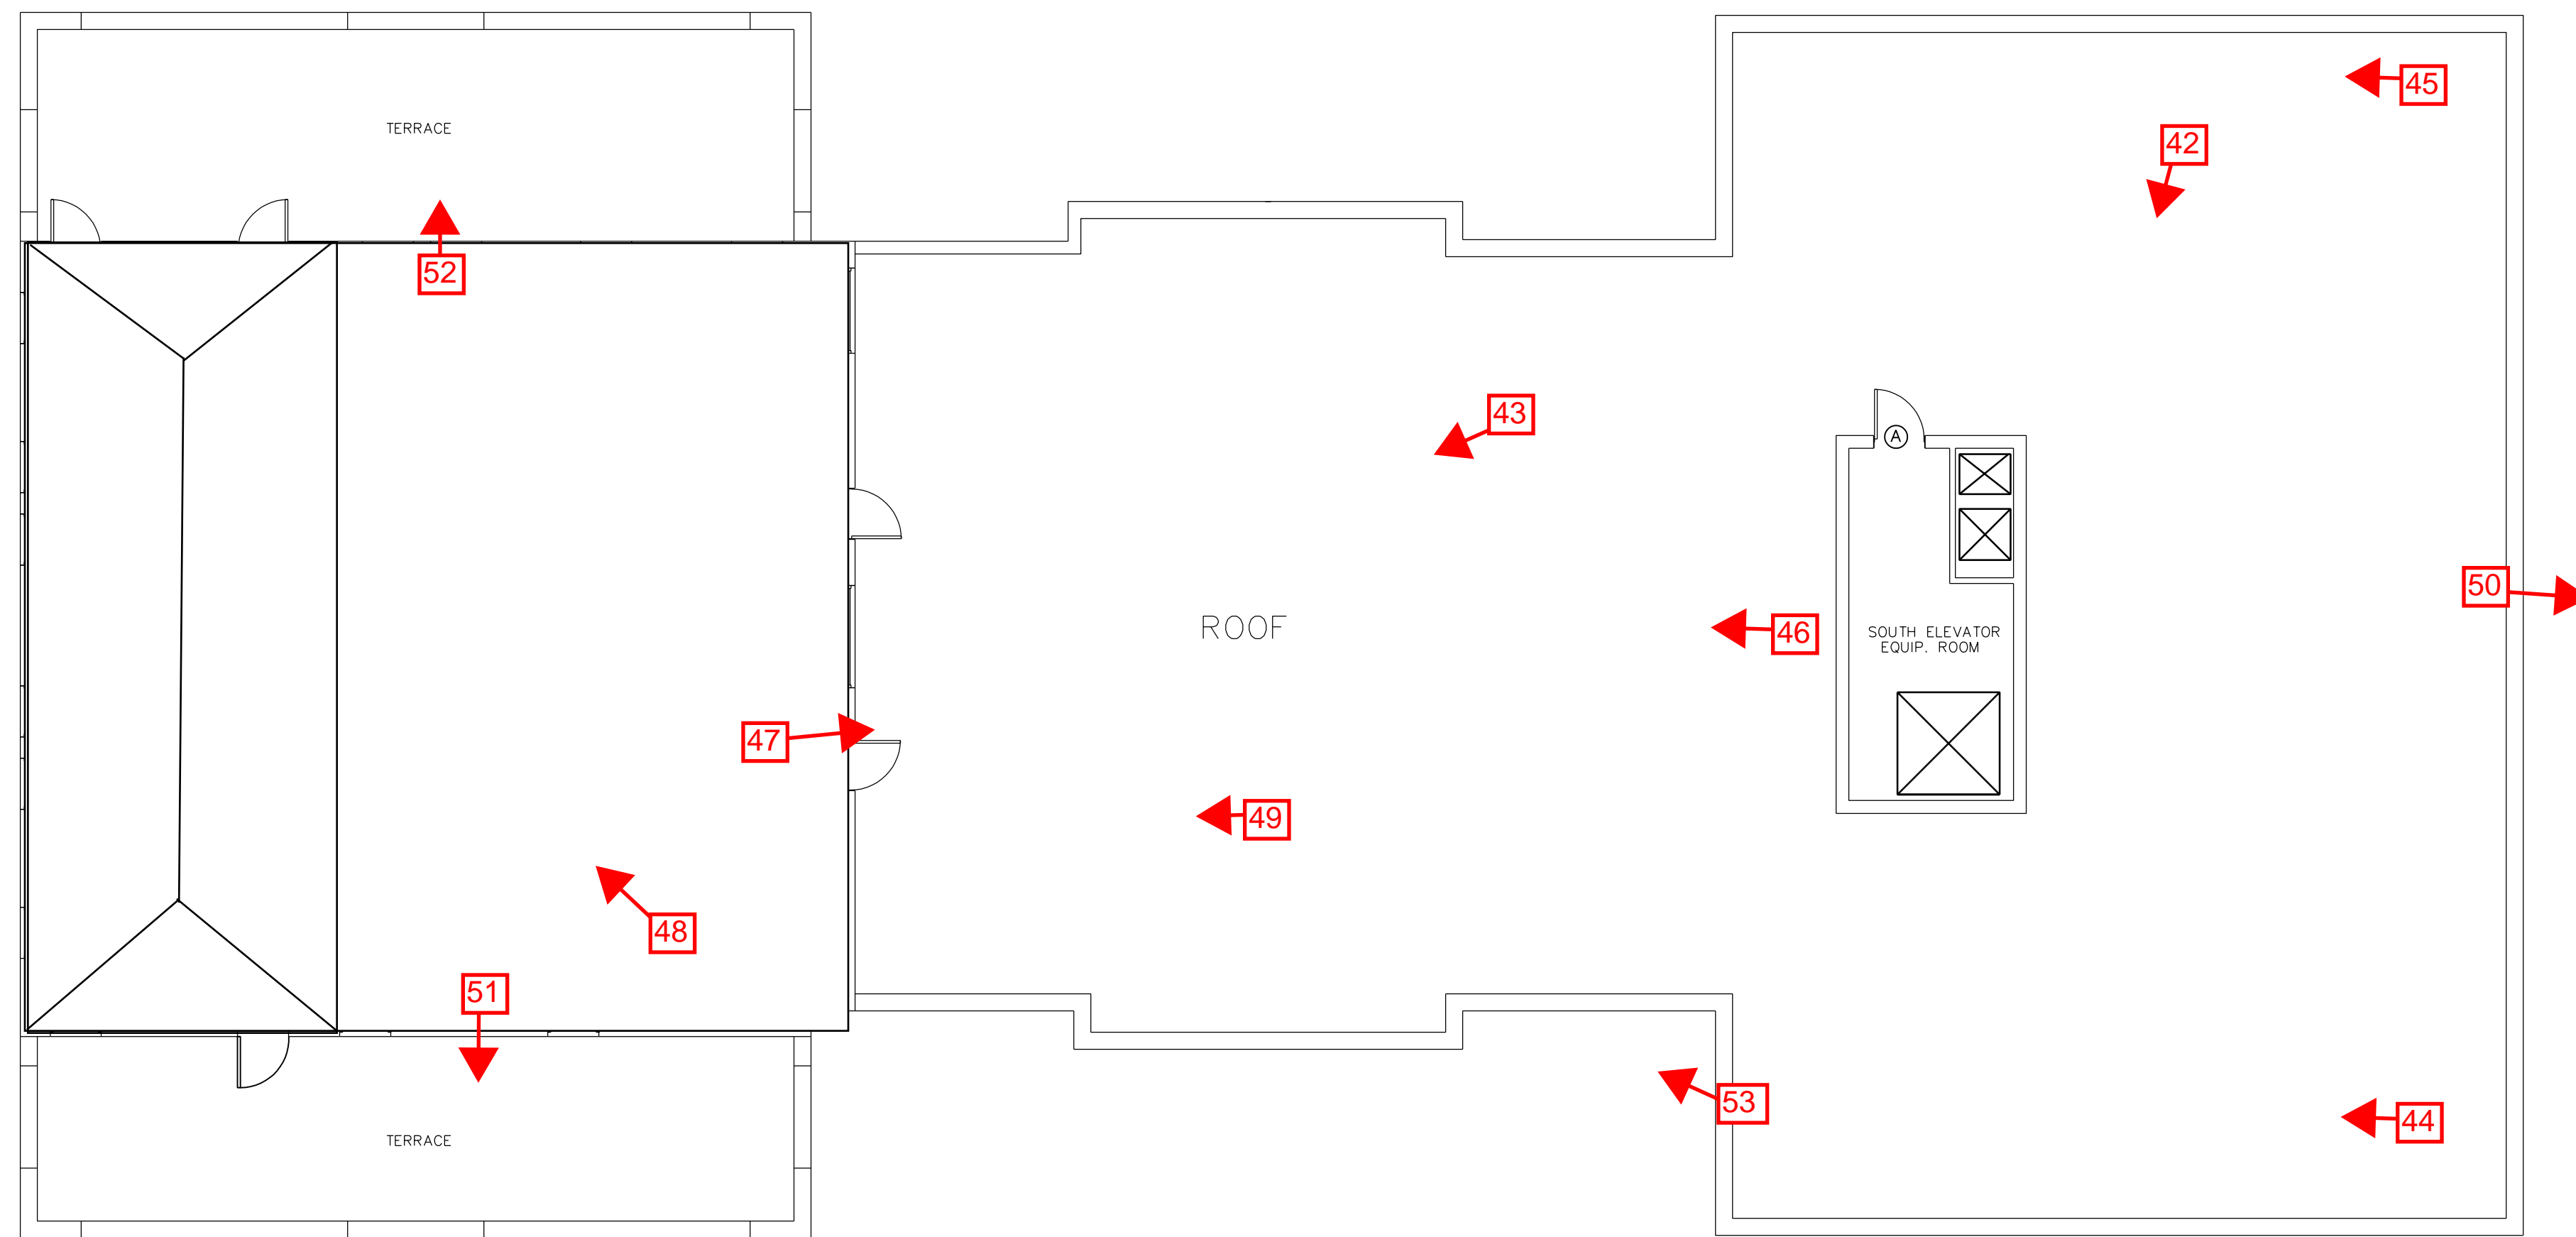 45
TERRACE
42
52
43
A
50
ROOF
46
SOUTH ELEVATOR
EQUIP. ROOM
47
49
48
51
53
44
TERRACE